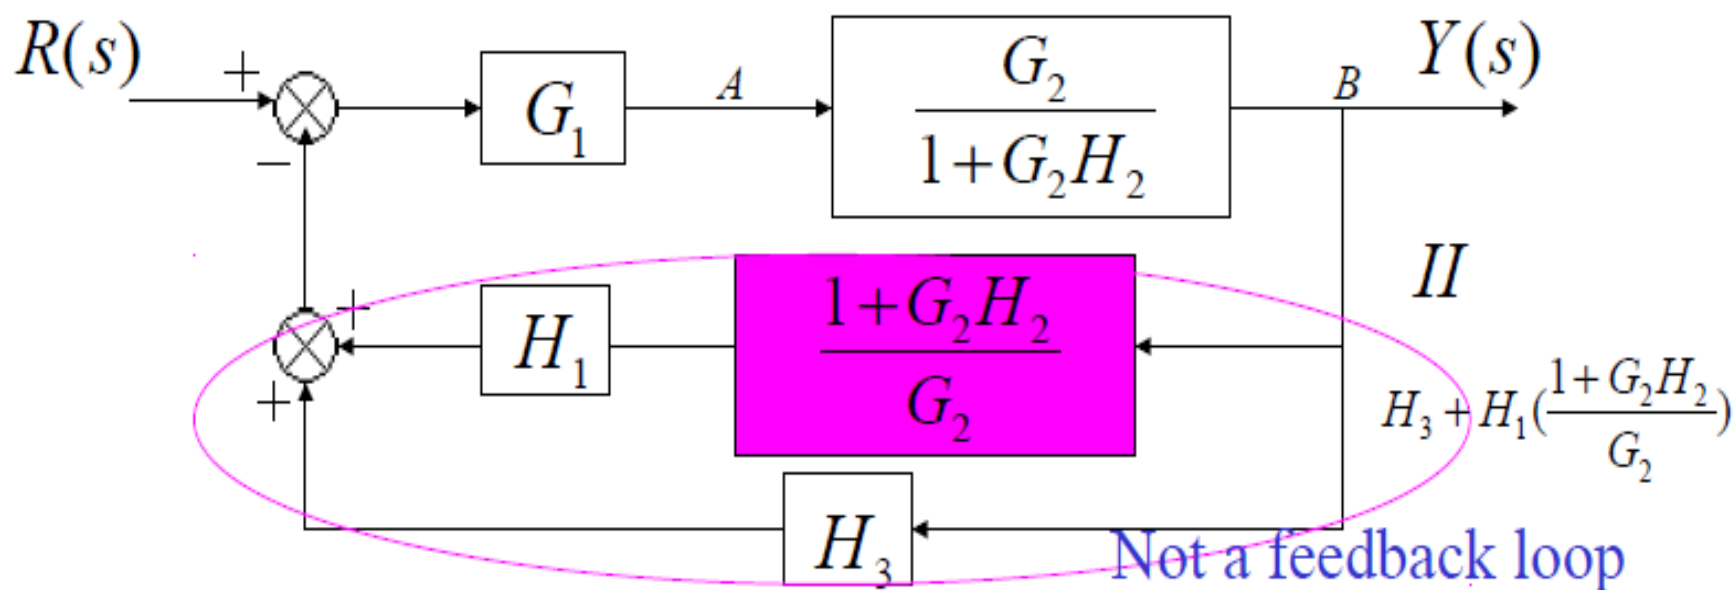 R(s)
+
−
G₁
A
G₂
1+G₂H₂
B
Y(s)
II
+
+
H₁
1+G₂H₂
G₂
H₃ + H₁(1+G₂H₂/G₂)
H₃
Not a feedback loop